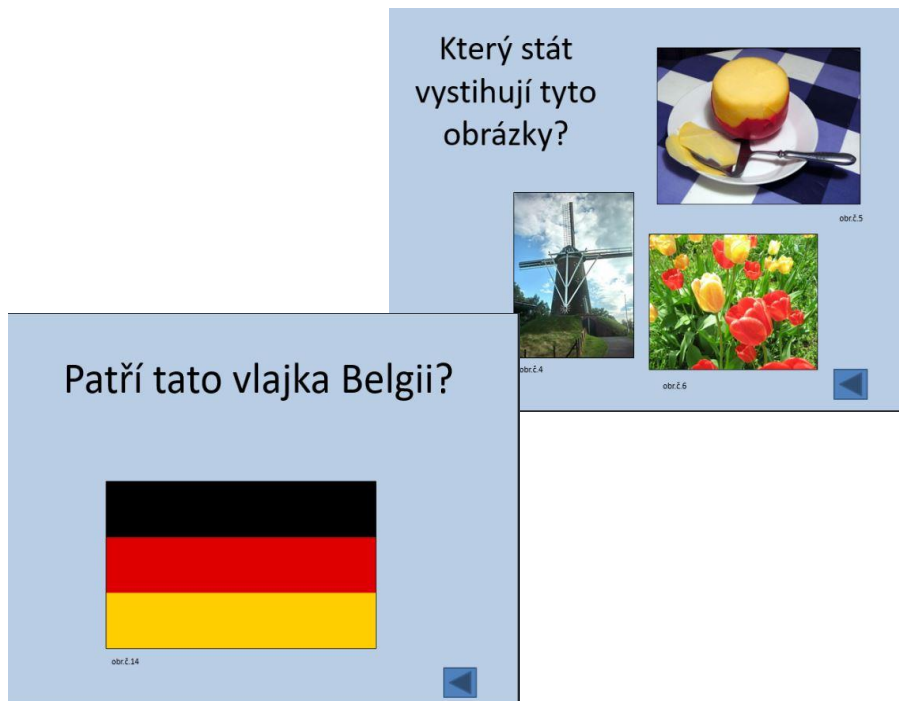 Který stát
vystihují tyto
obrázky?
obr.č.5
obr.č.4
obr.č.6
Patří tato vlajka Belgii?
obr.č.14